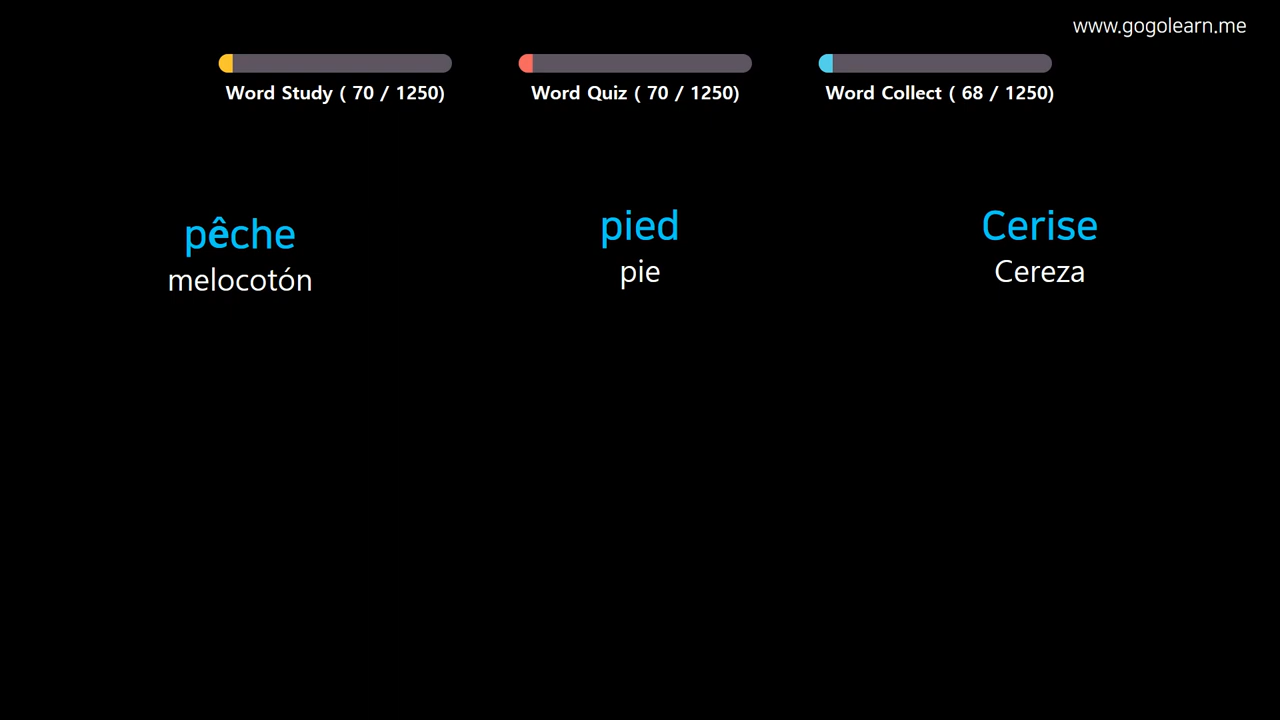 www.gogolearn.me
Word Study ( 70 / 1250)
Word Quiz ( 70 / 1250)
Word Collect ( 68 / 1250)
pêche
melocotón
pied
pie
Cerise
Cereza